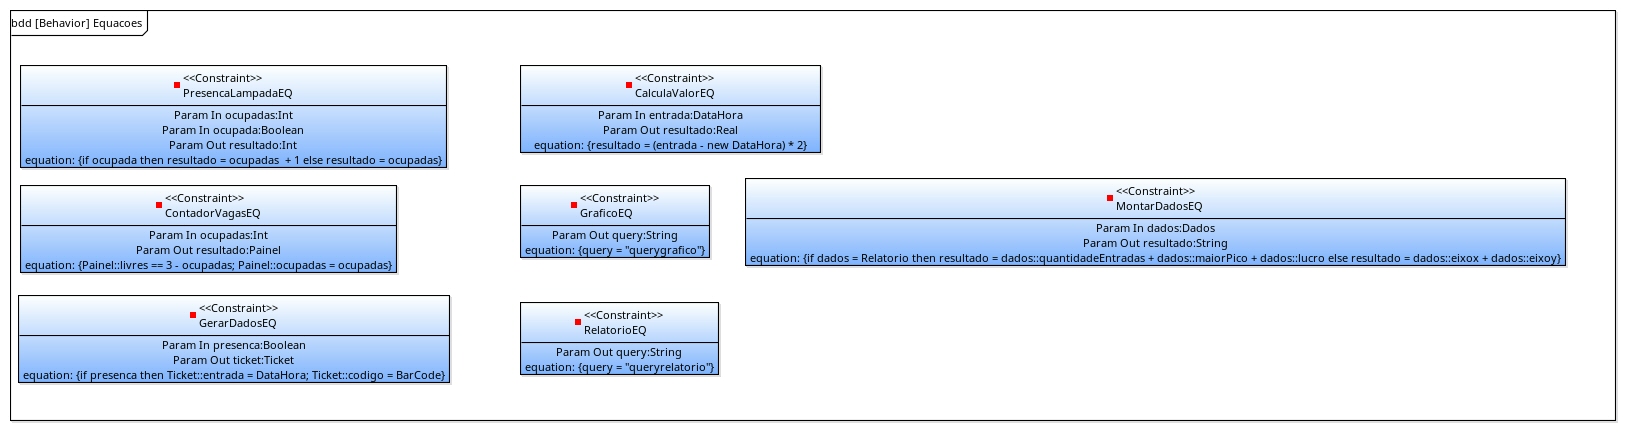 bdd [Behavior] Equacoes
<<Constraint>>
PresencaLampadaEQ
Param In ocupadas:Int
Param In ocupada:Boolean
Param Out resultado:Int
equation: {if ocupada then resultado = ocupadas  + 1 else resultado = ocupadas}
<<Constraint>>
CalculaValorEQ
Param In entrada:DataHora
Param Out resultado:Real
equation: {resultado = (entrada - new DataHora) * 2}
<<Constraint>>
ContadorVagasEQ
Param In ocupadas:Int
Param Out resultado:Painel
equation: {Painel::livres == 3 - ocupadas; Painel::ocupadas = ocupadas}
<<Constraint>>
GraficoEQ
Param Out query:String
equation: {query = "querygrafico"}
<<Constraint>>
MontarDadosEQ
Param In dados:Dados
Param Out resultado:String
equation: {if dados = Relatorio then resultado = dados::quantidadeEntradas + dados::maiorPico + dados::lucro else resultado = dados::eixox + dados::eixoy}
<<Constraint>>
GerarDadosEQ
Param In presenca:Boolean
Param Out ticket:Ticket
equation: {if presenca then Ticket::entrada = DataHora; Ticket::codigo = BarCode}
<<Constraint>>
RelatorioEQ
Param Out query:String
equation: {query = "queryrelatorio"}